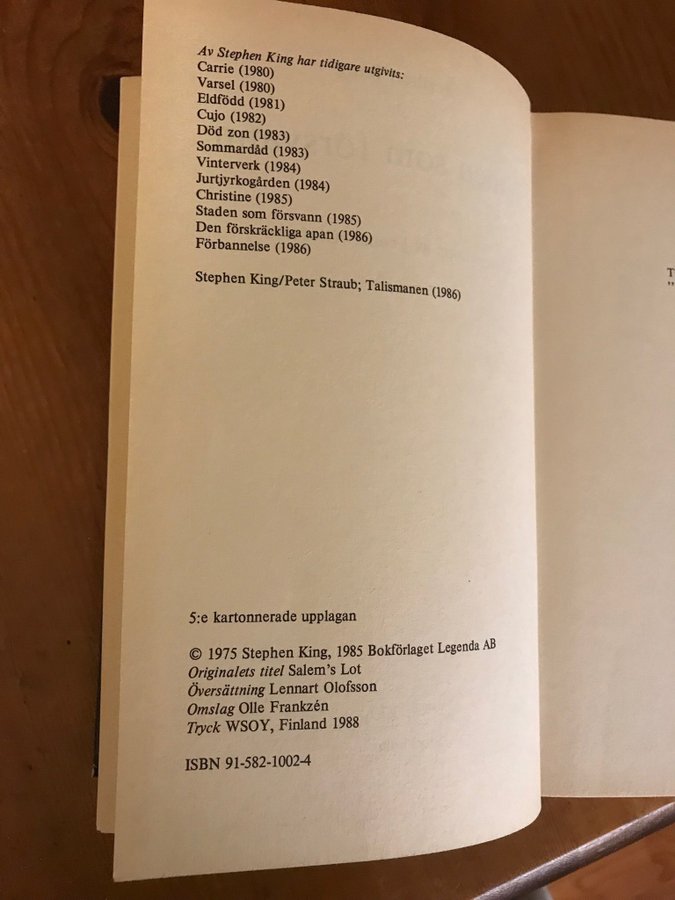 Av Stephen King har tidigare utgivits:
Carrie (1980)
Varsel (1980)
Eldfödd (1981)
Cujo (1982)
Död zon (1983)
Sommardåd (1983)
Vinterverk (1984)
Jurtjyrkogården (1984)
Christine (1985)
Staden som försvann (1985)
Den förskräckliga apan (1986)
Förbannelse (1986)
Stephen King/Peter Straub; Talismanen (1986)
5:e kartonnerade upplagan
© 1975 Stephen King, 1985 Bokförlaget Legenda AB
Originalets titel Salem's Lot
Översättning Lennart Olofsson
Omslag Olle Frankzén
Tryck WSOY, Finland 1988
ISBN 91-582-1002-4